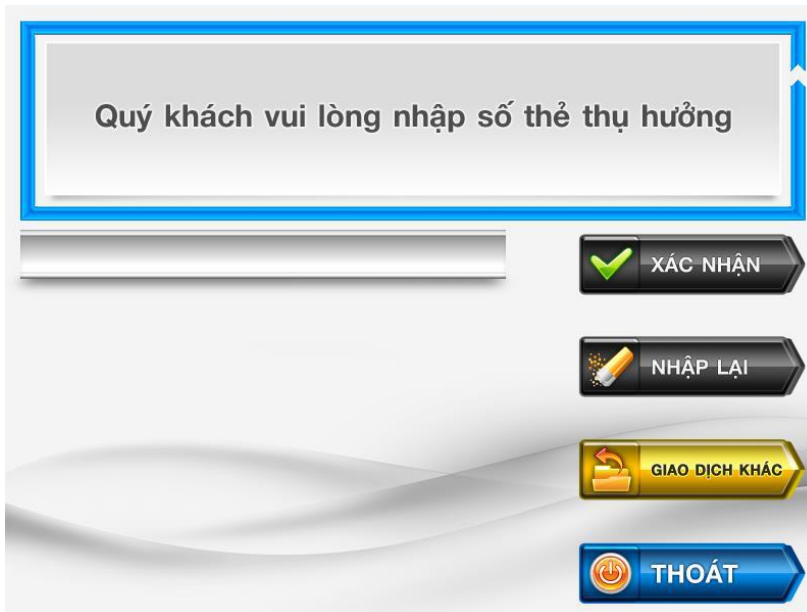 Quý khách vui lòng nhập số thẻ thụ hưởng
XÁC NHẬN
NHẬP LẠI
GIAO DỊCH KHÁC
THOÁT